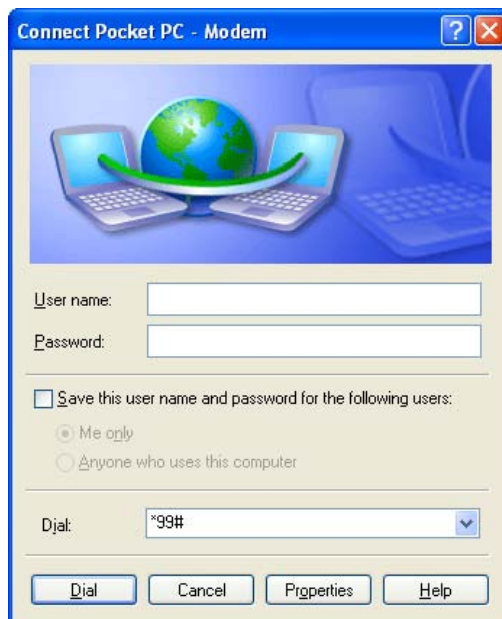 Connect Pocket PC - Modem
User name:
Password:
Save this user name and password for the following users:
Me only
Anyone who uses this computer
Dial:
*99#
Dial
Cancel
Properties
Help